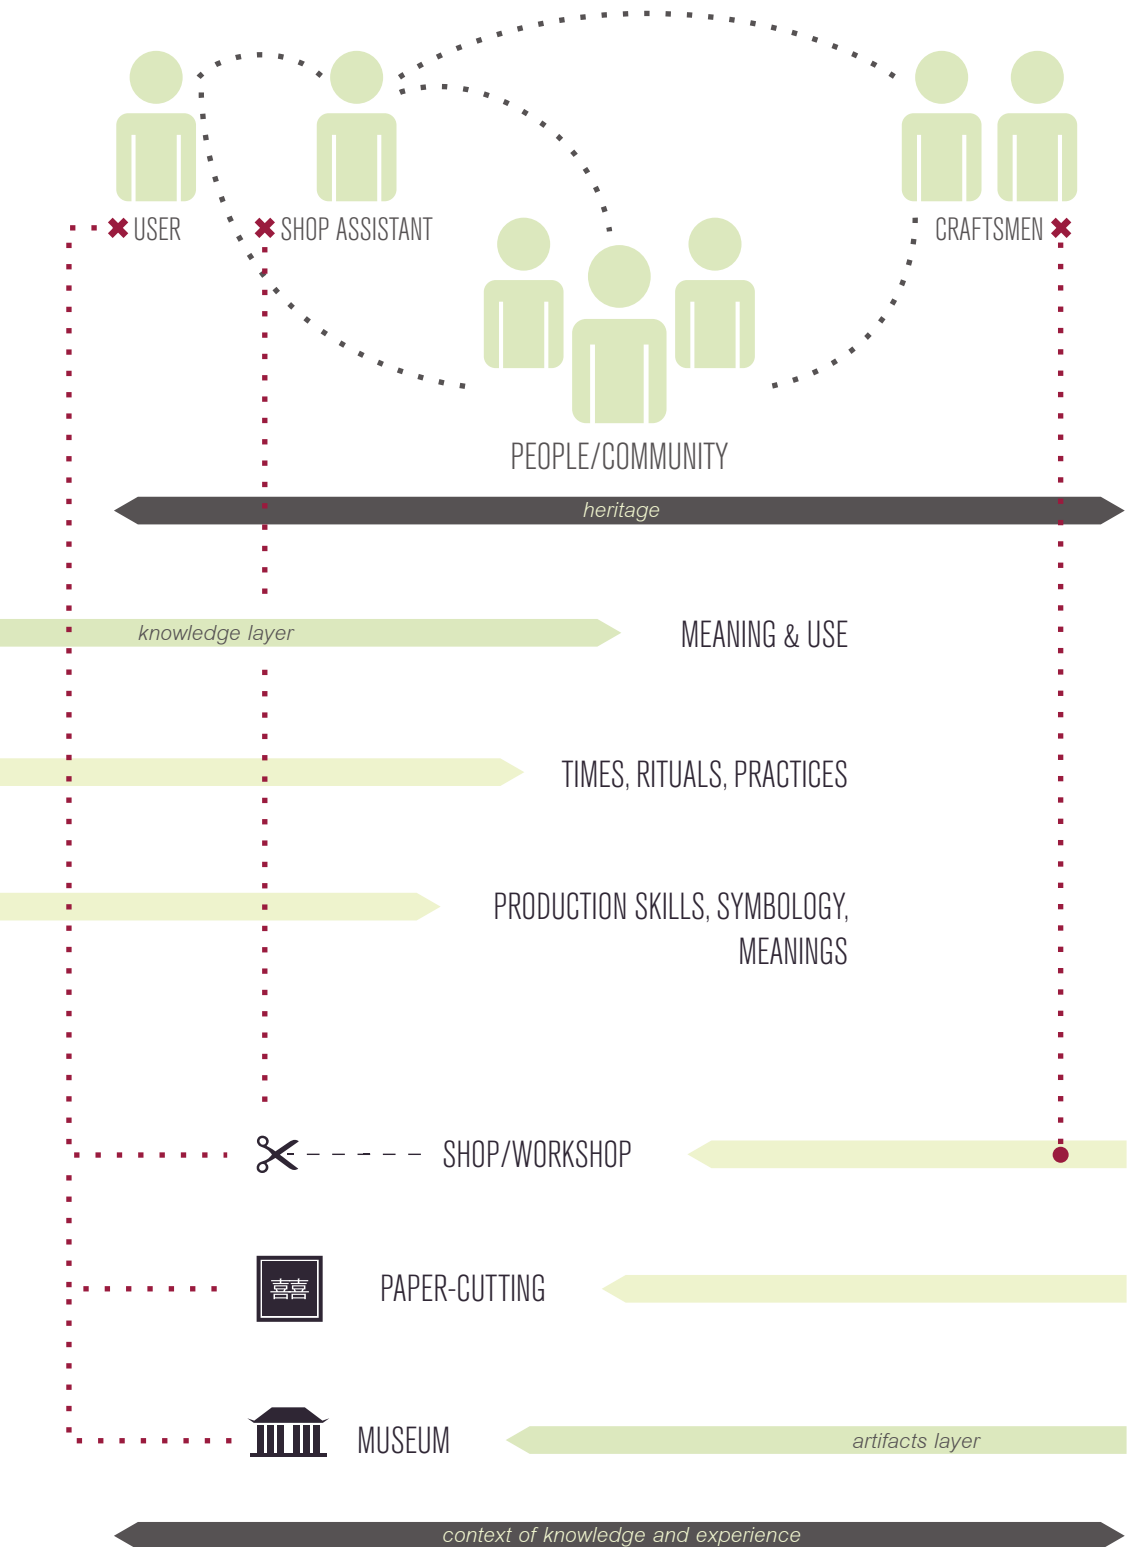 USER
SHOP ASSISTANT
CRAFTSMEN
PEOPLE/COMMUNITY
heritage
knowledge layer
MEANING & USE
TIMES, RITUALS, PRACTICES
PRODUCTION SKILLS, SYMBOLOGY,
MEANINGS
SHOP/WORKSHOP
囍
PAPER-CUTTING
MUSEUM
artifacts layer
context of knowledge and experience